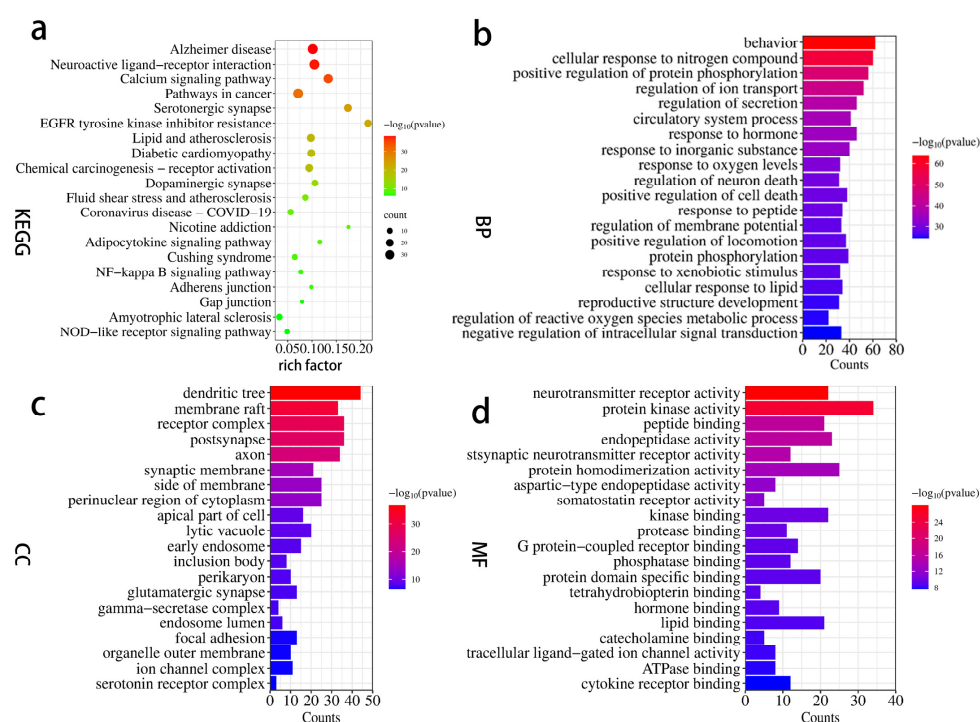 a
Alzheimer disease
Neuroactive ligand−receptor interaction
Calcium signaling pathway
Pathways in cancer
Serotonergic synapse
EGFR tyrosine kinase inhibitor resistance
Lipid and atherosclerosis
Diabetic cardiomyopathy
Chemical carcinogenesis − receptor activation
Dopaminergic synapse
Fluid shear stress and atherosclerosis
Coronavirus disease − COVID−19
Nicotine addiction
Adipocytokine signaling pathway
Cushing syndrome
NF−kappa B signaling pathway
Adherens junction
Gap junction
Amyotrophic lateral sclerosis
NOD−like receptor signaling pathway
0.05 0.10 0.15 0.20
rich factor
KEGG
−log10(pvalue)
30
20
10
count
10
20
30
b
behavior
cellular response to nitrogen compound
positive regulation of protein phosphorylation
regulation of ion transport
regulation of secretion
circulatory system process
response to hormone
response to inorganic substance
response to oxygen levels
regulation of neuron death
positive regulation of cell death
response to peptide
regulation of membrane potential
positive regulation of locomotion
protein phosphorylation
response to xenobiotic stimulus
cellular response to lipid
reproductive structure development
regulation of reactive oxygen species metabolic process
negative regulation of intracellular signal transduction
0 20 40 60 80
Counts
BP
−log10(pvalue)
60
50
40
30
c
dendritic tree
membrane raft
receptor complex
postsynapse
axon
synaptic membrane
side of membrane
perinuclear region of cytoplasm
apical part of cell
lytic vacuole
early endosome
inclusion body
perikaryon
glutamatergic synapse
gamma−secretase complex
endosome lumen
focal adhesion
organelle outer membrane
ion channel complex
serotonin receptor complex
0 10 20 30 40 50
Counts
CC
−log10(pvalue)
30
20
10
d
neurotransmitter receptor activity
protein kinase activity
peptide binding
endopeptidase activity
stsynaptic neurotransmitter receptor activity
protein homodimerization activity
aspartic−type endopeptidase activity
somatostatin receptor activity
kinase binding
protease binding
G protein−coupled receptor binding
phosphatase binding
protein domain specific binding
tetrahydrobiopterin binding
hormone binding
lipid binding
catecholamine binding
tracellular ligand−gated ion channel activity
ATPase binding
cytokine receptor binding
0 10 20 30 40
Counts
MF
−log10(pvalue)
24
20
16
12
8